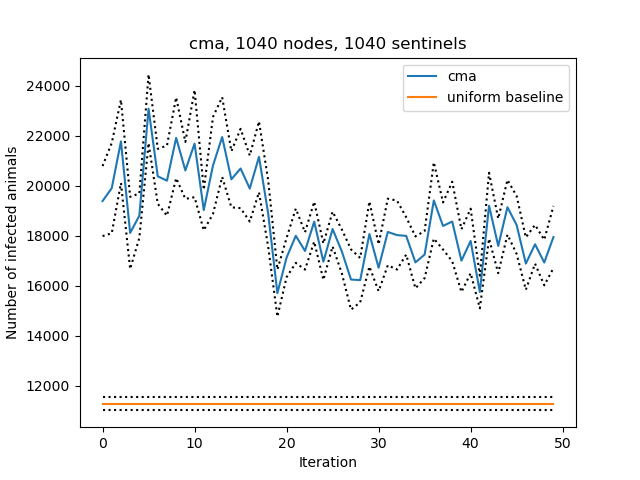 cma, 1040 nodes, 1040 sentinels
cma
uniform baseline
Number of infected animals
24000
22000
20000
18000
16000
14000
12000
0 10 20 30 40 50
Iteration